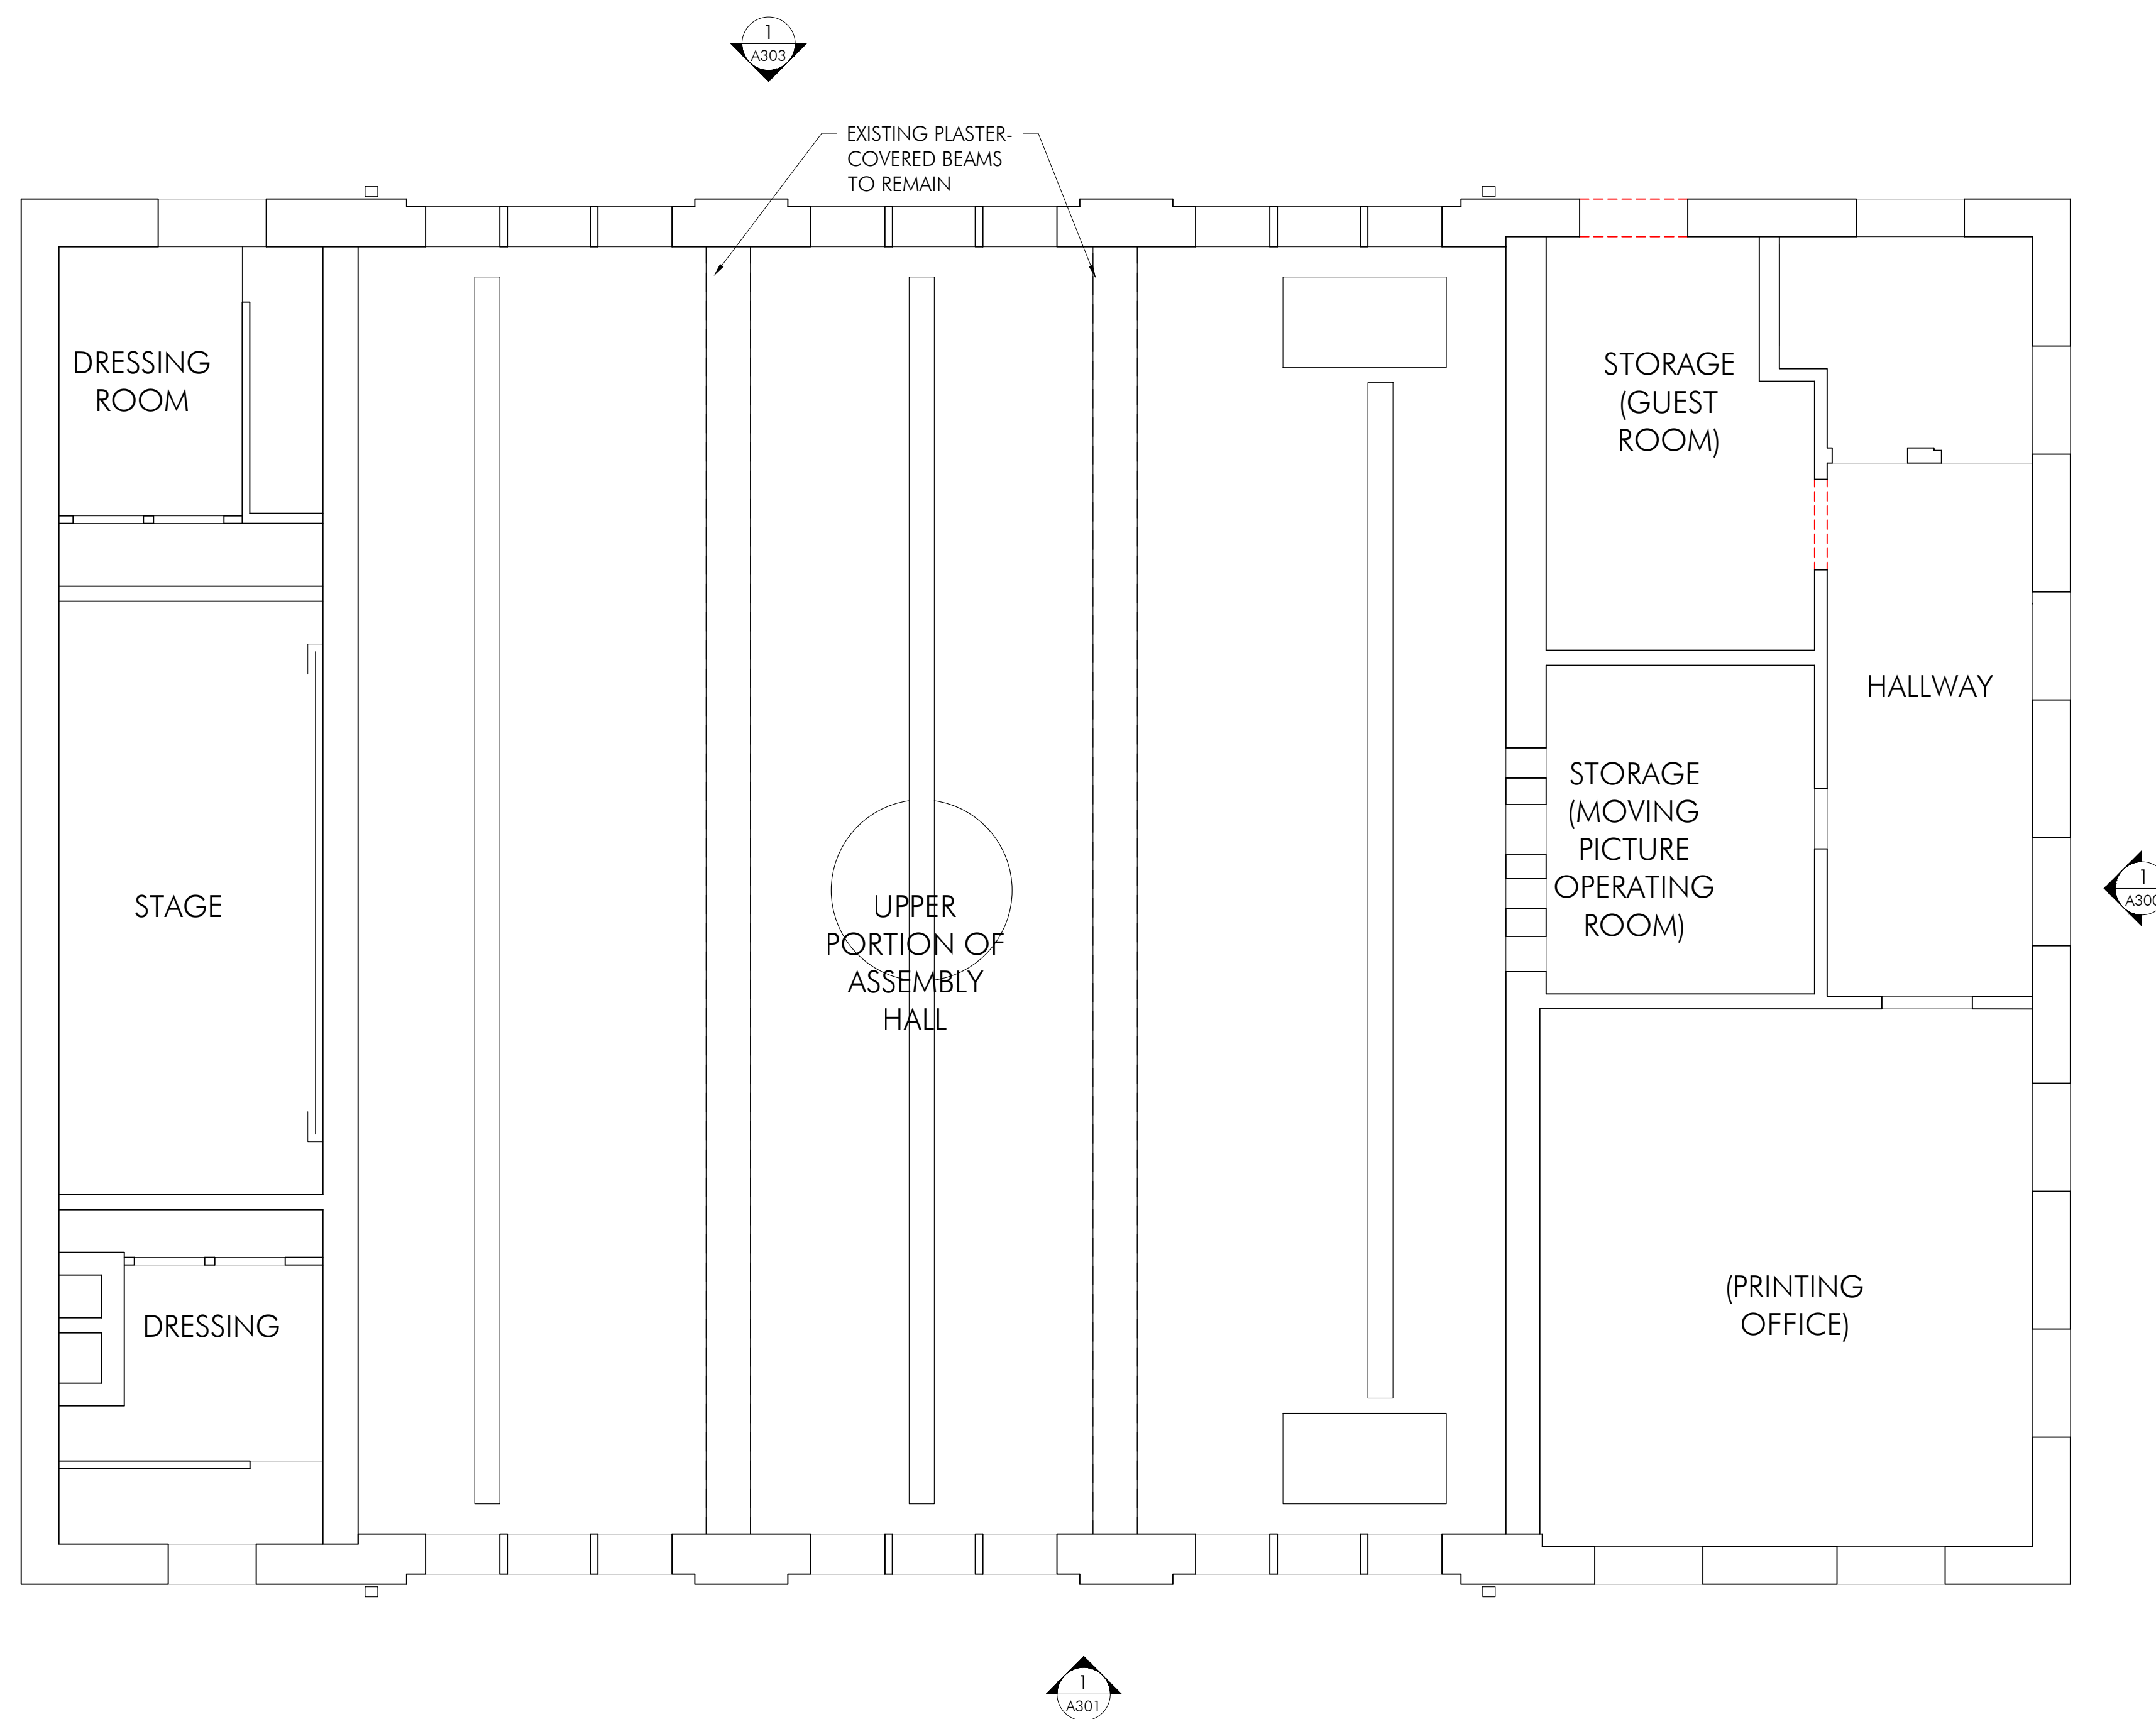 1
A303
EXISTING PLASTER-
COVERED BEAMS
TO REMAIN
DRESSING
ROOM
STORAGE
(GUEST
ROOM)
HALLWAY
STORAGE
(MOVING
PICTURE
OPERATING
ROOM)
STAGE
UPPER
PORTION OF
ASSEMBLY
HALL
1
DRESSING
(PRINTING
OFFICE)
1
A301